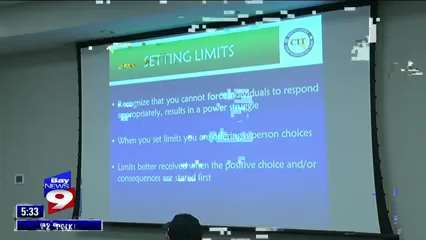 SETTING LIMITS
CIT
Recognize that you cannot force individuals to respond
appropriately, results in a power struggle
When you set limits you are offering a person choices
Limits better received when the positive choice and/or
consequences are stated first
Bay
NEWS
9
5:33